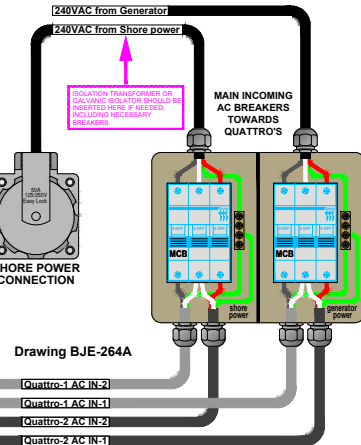 240VAC from Generator
240VAC from Shore power
ISOLATION TRANSFORMER OR
GALVANIC ISOLATOR SHOULD BE
INSERTED HERE IF NEEDED,
INCLUDING NECESSARY
BREAKERS.
MAIN INCOMING
AC BREAKERS
TOWARDS
QUATTRO'S
50A
125/250V
Easy Lock
HORE POWER
CONNECTION
MCB
MCB
shore
power
generator
power
Drawing BJE-264A
Quattro-1 AC IN-2
Quattro-1 AC IN-1
Quattro-2 AC IN-2
Quattro-2 AC IN-1